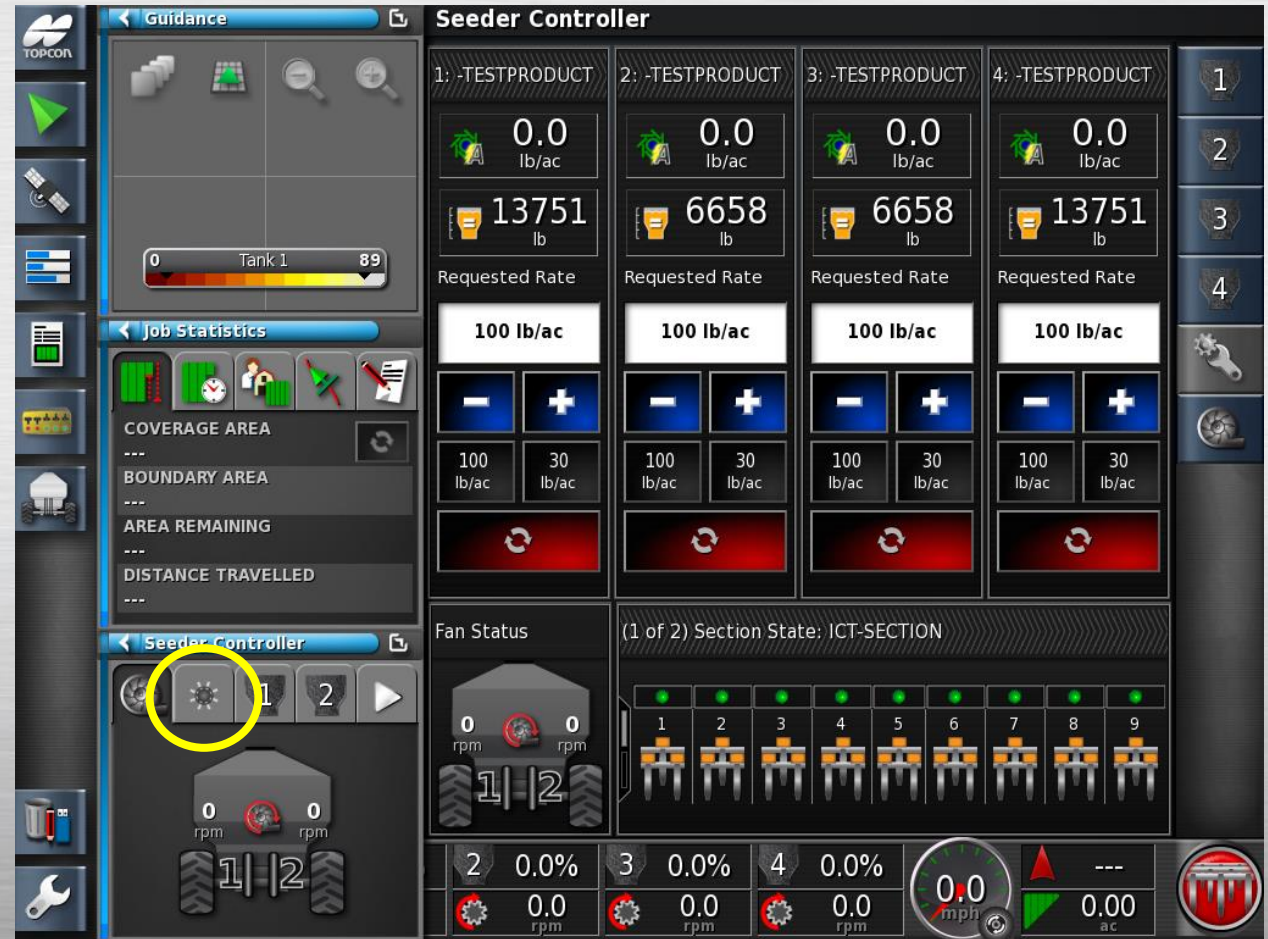 TOPCON
Guidance
0 Tank 1 89
Job Statistics
COVERAGE AREA
---
BOUNDARY AREA
---
AREA REMAINING
---
DISTANCE TRAVELLED
---
Seeder Controller
1 2
0 rpm 0 rpm
1 2
Seeder Controller
1: -TESTPRODUCT 2: -TESTPRODUCT 3: -TESTPRODUCT 4: -TESTPRODUCT
0.0 0.0 0.0 0.0
lb/ac lb/ac lb/ac lb/ac
13751 6658 6658 13751
lb lb lb lb
Requested Rate Requested Rate Requested Rate Requested Rate
100 lb/ac 100 lb/ac 100 lb/ac 100 lb/ac
- + - + - + - +
100 30 100 30 100 30 100 30
lb/ac lb/ac lb/ac lb/ac lb/ac lb/ac lb/ac lb/ac
Fan Status
0 rpm 0 rpm
1 2
(1 of 2) Section State: ICT-SECTION
1 2 3 4 5 6 7 8 9
2 0.0% 3 0.0% 4 0.0%
0.0 rpm 0.0 rpm 0.0 rpm
0.0
mph
---
0.00
ac
1
2
3
4